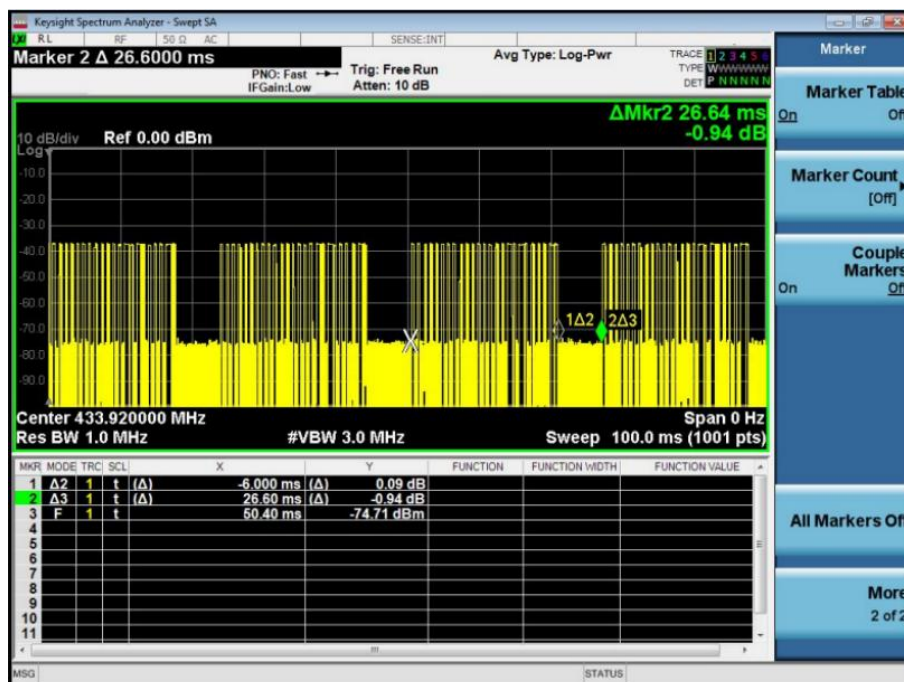 Keysight Spectrum Analyzer - Swept SA
LXI RL RF 50 Ω AC SENSE:INT
Marker 2 Δ 26.6000 ms
PNO: Fast
IFGain:Low
Trig: Free Run
Atten: 10 dB
Avg Type: Log-Pwr
TRACE 1 2 3 4 5 6
TYPE W
DET P N N N N N
ΔMkr2 26.64 ms
-0.94 dB
10 dB/div Ref 0.00 dBm
Log
-10.0
-20.0
-30.0
-40.0
-50.0
-60.0
-70.0
-80.0
-90.0
1Δ2 2Δ3
X
Center 433.920000 MHz Span 0 Hz
Res BW 1.0 MHz #VBW 3.0 MHz Sweep 100.0 ms (1001 pts)
MKR MODE TRC SCL X Y FUNCTION FUNCTION WIDTH FUNCTION VALUE
1 Δ2 1 t (Δ) -6.000 ms (Δ) 0.09 dB
2 Δ3 1 t (Δ) 26.60 ms (Δ) -0.94 dB
3 F 1 t 50.40 ms -74.71 dBm
4
5
6
7
8
9
10
11
MSG STATUS
Marker
Marker Table
On Off
Marker Count
[Off]
Couple
Markers
On Off
All Markers Off
More
2 of 2